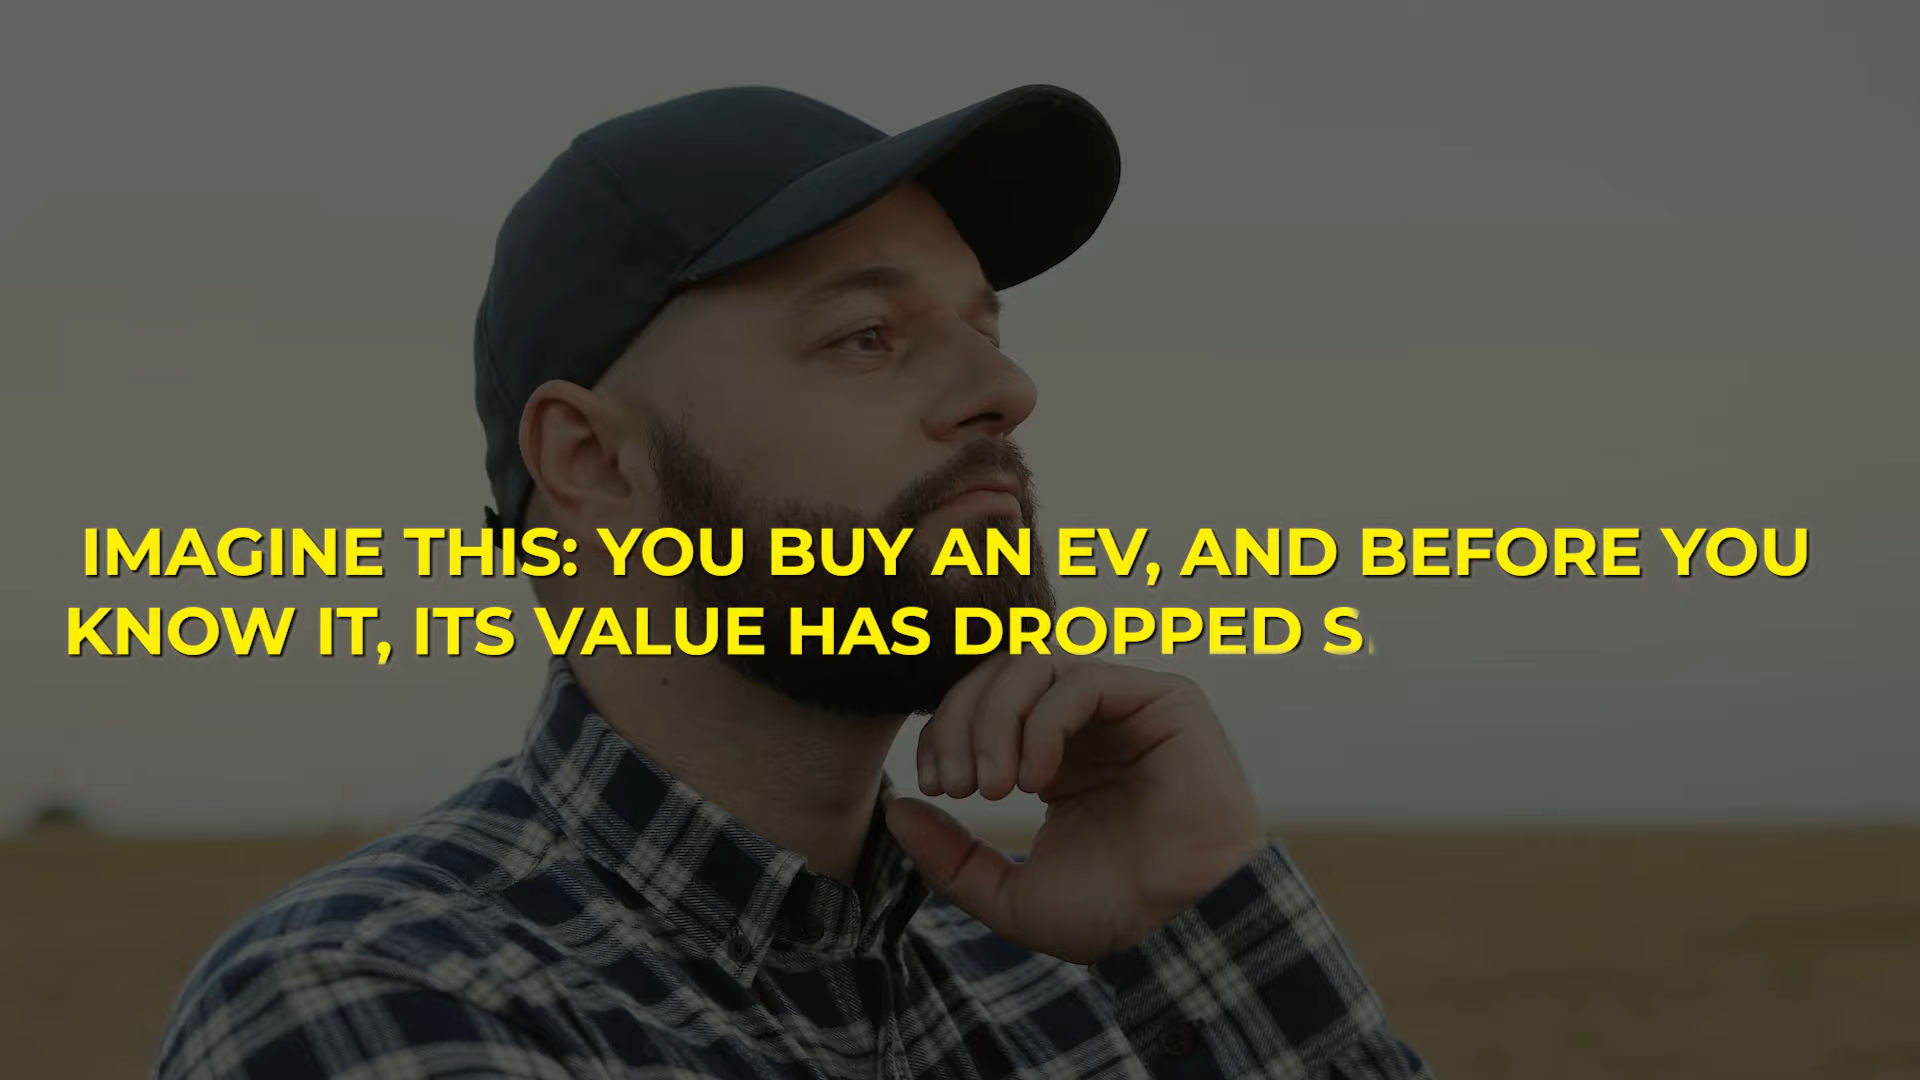 IMAGINE THIS: YOU BUY AN EV, AND BEFORE YOU
KNOW IT, ITS VALUE HAS DROPPED